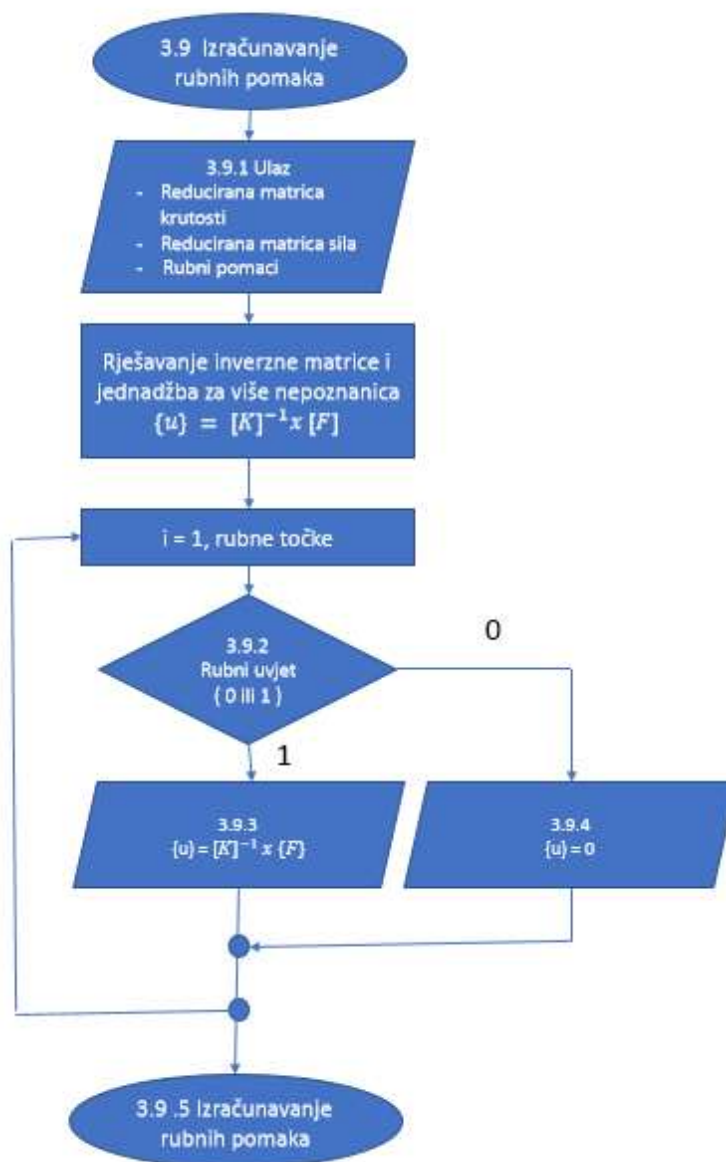 3.9 Izračunavanje
rubnih pomaka
3.9.1 Ulaz
- Reducirana matrica
krutosti
- Reducirana matrica sila
- Rubni pomaci
Rješavanje inverzne matrice i
jednadžba za više nepoznanica
{u} = [K]⁻¹x [F]
i = 1, rubne točke
3.9.2
Rubni uvjet
( 0 ili 1 )
0
1
3.9.3
{u} = [K]⁻¹ x {F}
3.9.4
{u} = 0
3.9 .5 Izračunavanje
rubnih pomaka